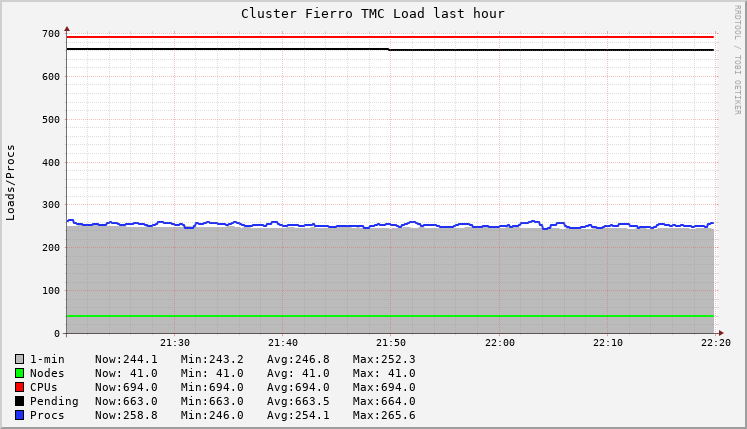 Cluster Fierro TMC Load last hour
RRDTOOL / TOBI OETIKER
Loads/Procs
700
600
500
400
300
200
100
0
21:30 21:40 21:50 22:00 22:10 22:20
1-min Now:244.1 Min:243.2 Avg:246.8 Max:252.3
Nodes Now: 41.0 Min: 41.0 Avg: 41.0 Max: 41.0
CPUs Now:694.0 Min:694.0 Avg:694.0 Max:694.0
Pending Now:663.0 Min:663.0 Avg:663.5 Max:664.0
Procs Now:258.8 Min:246.0 Avg:254.1 Max:265.6